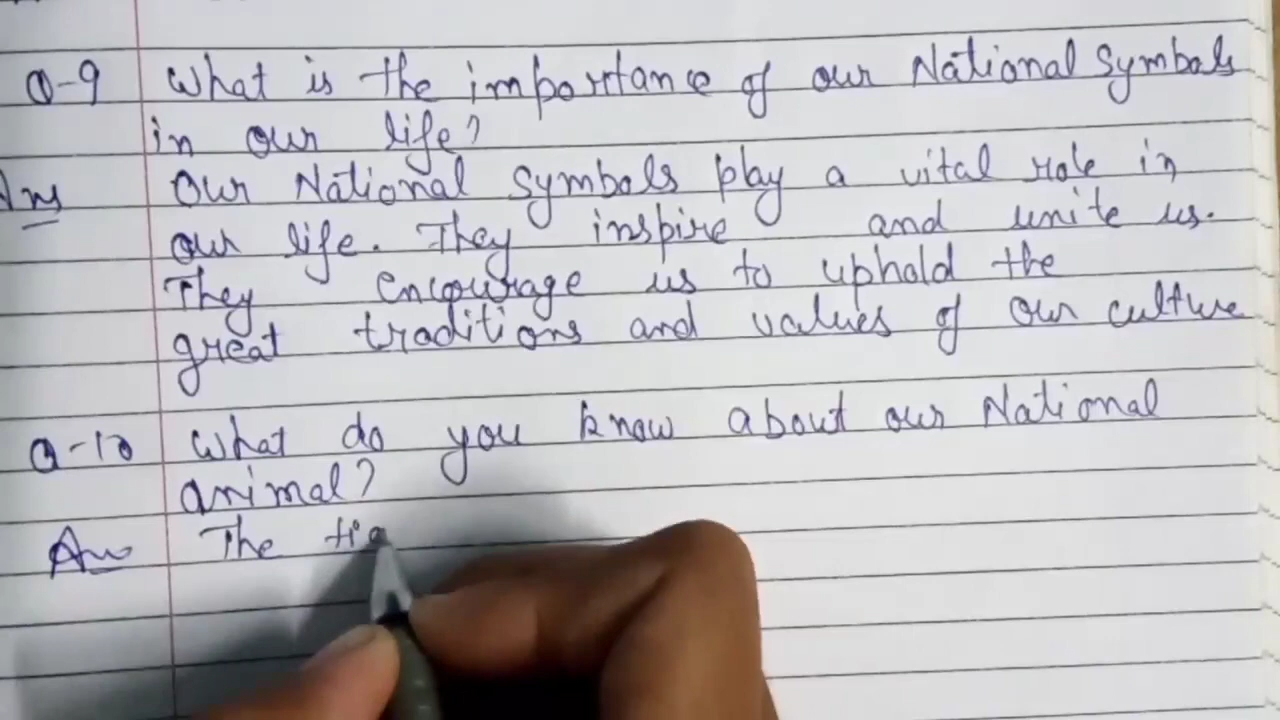 Q-9 What is the importance of our National Symbols
in our life?
Ans Our National Symbols play a vital role in
our life. They inspire and unite us.
They encourage us to uphold the
great traditions and values of our culture
Q-10 What do you know about our National
animal?
Ans The tig